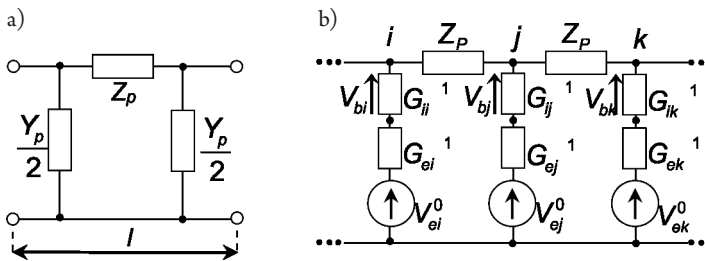 a)
Z_p
Y_p/2
Y_p/2
l
b)
i Z_P j Z_P k
V_bi G_ii 1 V_bj G_ij 1 V_bk G_ik 1
G_ei 1 G_ej 1 G_ek 1
V_ei^0 V_ej^0 V_ek^0